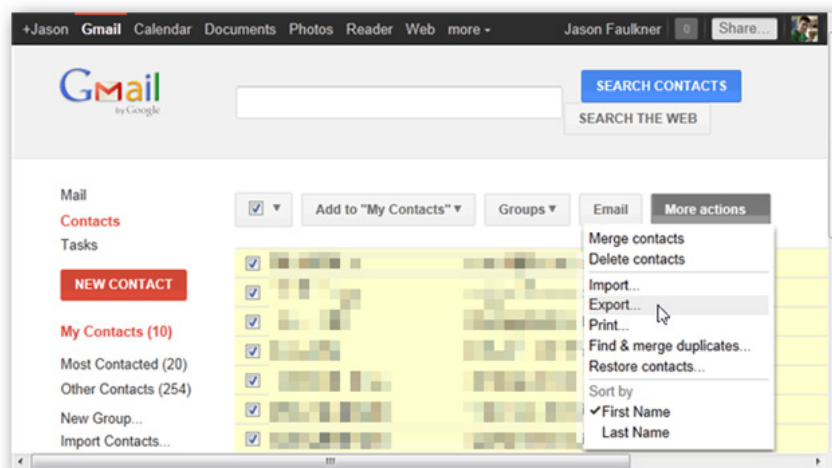 +Jason Gmail Calendar Documents Photos Reader Web more Jason Faulkner 0 Share...
Gmail
by Google
SEARCH CONTACTS
SEARCH THE WEB
Mail
Contacts
Tasks
Add to "My Contacts" Groups Email More actions
NEW CONTACT
My Contacts (10)
Most Contacted (20)
Other Contacts (254)
New Group...
Import Contacts...
Merge contacts
Delete contacts
Import...
Export...
Print...
Find & merge duplicates...
Restore contacts...
Sort by
✔First Name
Last Name